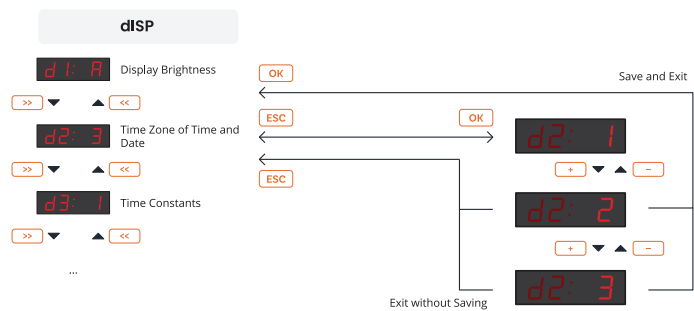 dISP
d1: A
Display Brightness
OK
Save and Exit
>>
<<
ESC
OK
d2: 3
Time Zone of Time and
Date
d2: 1
>>
<<
ESC
+
−
d3: 1
Time Constants
d2: 2
>>
<<
+
−
...
d2: 3
Exit without Saving